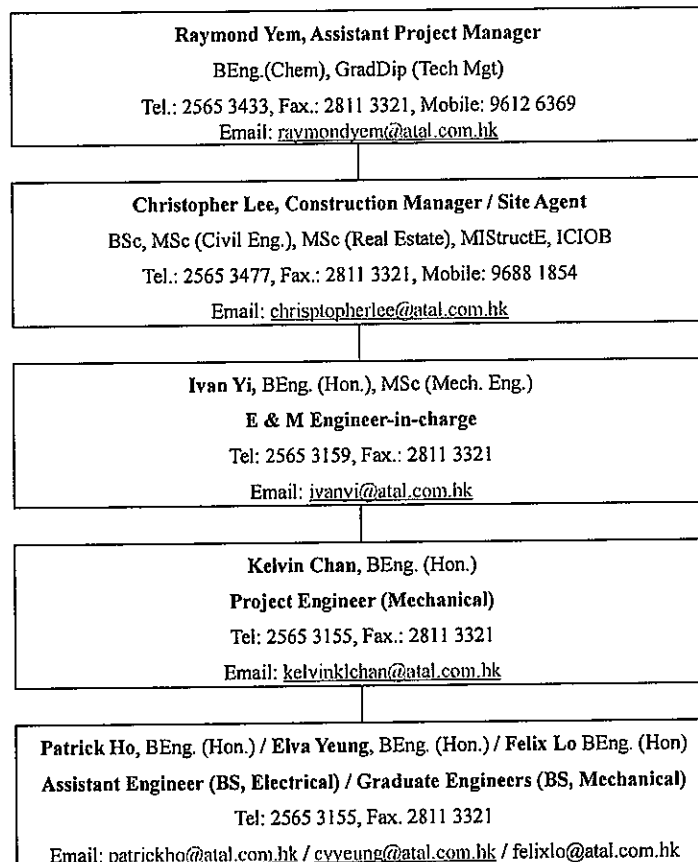 Raymond Yem, Assistant Project Manager
BEng.(Chem), GradDip (Tech Mgt)
Tel.: 2565 3433, Fax.: 2811 3321, Mobile: 9612 6369
Email: raymondyem@atal.com.hk
Christopher Lee, Construction Manager / Site Agent
BSc, MSc (Civil Eng.), MSc (Real Estate), MIStructE, ICIOB
Tel.: 2565 3477, Fax.: 2811 3321, Mobile: 9688 1854
Email: chrisptopherlee@atal.com.hk
Ivan Yi, BEng. (Hon.), MSc (Mech. Eng.)
E & M Engineer-in-charge
Tel: 2565 3159, Fax.: 2811 3321
Email: ivanyi@atal.com.hk
Kelvin Chan, BEng. (Hon.)
Project Engineer (Mechanical)
Tel: 2565 3155, Fax.: 2811 3321
Email: kelvinklchan@atal.com.hk
Patrick Ho, BEng. (Hon.) / Elva Yeung, BEng. (Hon.) / Felix Lo BEng. (Hon)
Assistant Engineer (BS, Electrical) / Graduate Engineers (BS, Mechanical)
Tel: 2565 3155, Fax. 2811 3321
Email: patrickho@atal.com.hk / cyyeung@atal.com.hk / felixlo@atal.com.hk